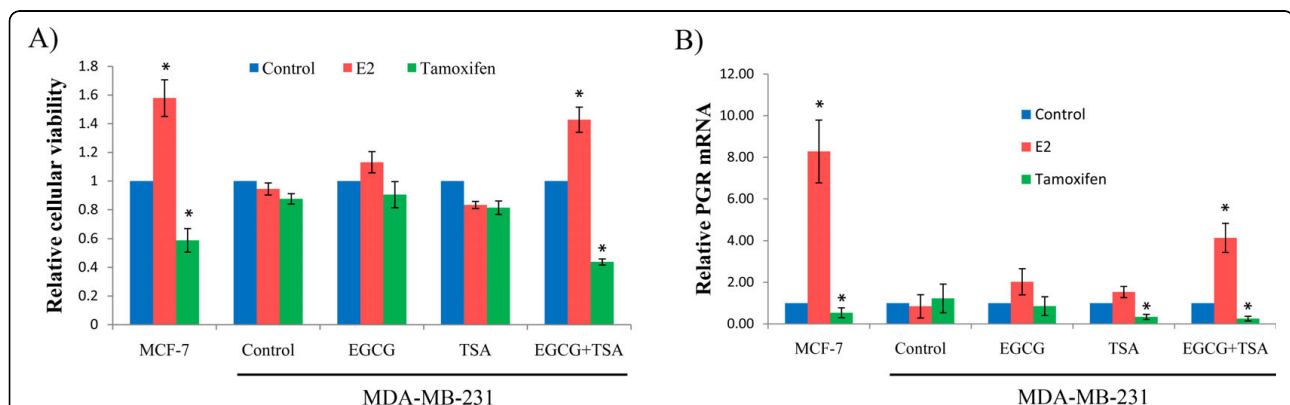 A)
Relative cellular viability
1.8
1.6
1.4
1.2
1
0.8
0.6
0.4
0.2
0
Control E2 Tamoxifen
* * * *
MCF-7 Control EGCG TSA EGCG+TSA
MDA-MB-231
B)
Relative PGR mRNA
12.00
10.00
8.00
6.00
4.00
2.00
0.00
Control
E2
Tamoxifen
* * * * *
MCF-7 Control EGCG TSA EGCG+TSA
MDA-MB-231